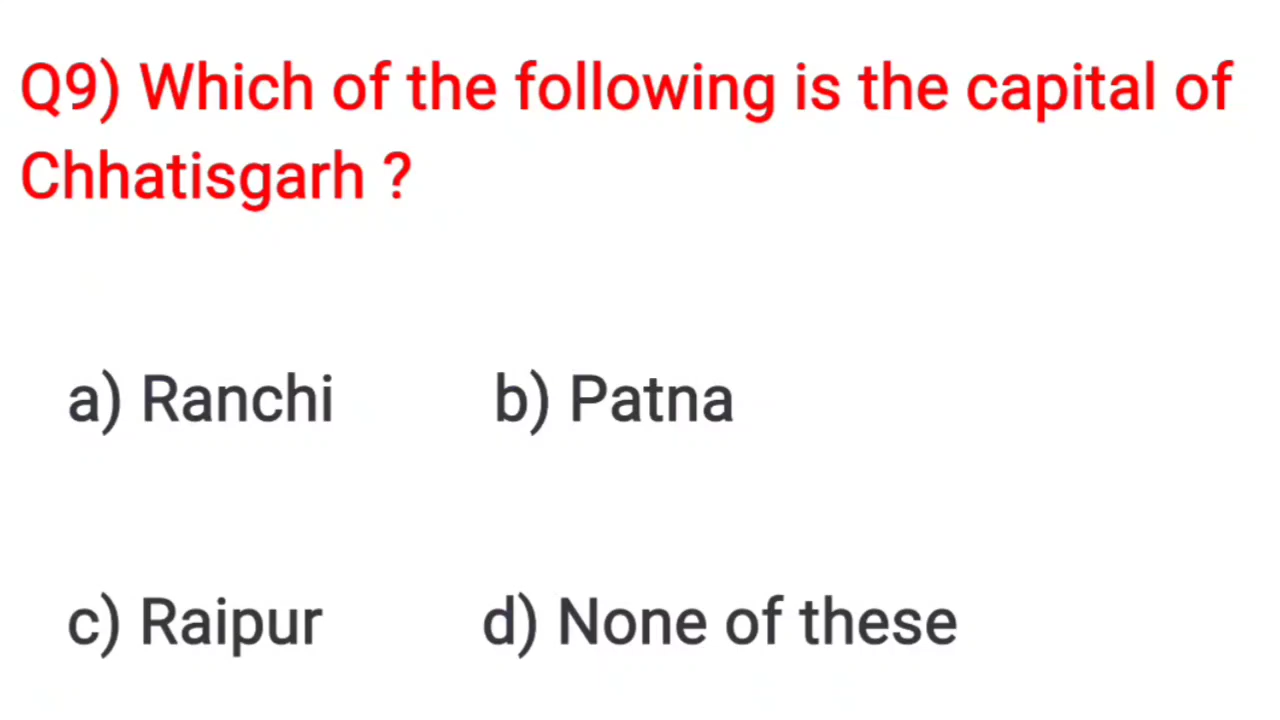 Q9) Which of the following is the capital of
Chhatisgarh ?
a) Ranchi b) Patna
c) Raipur d) None of these